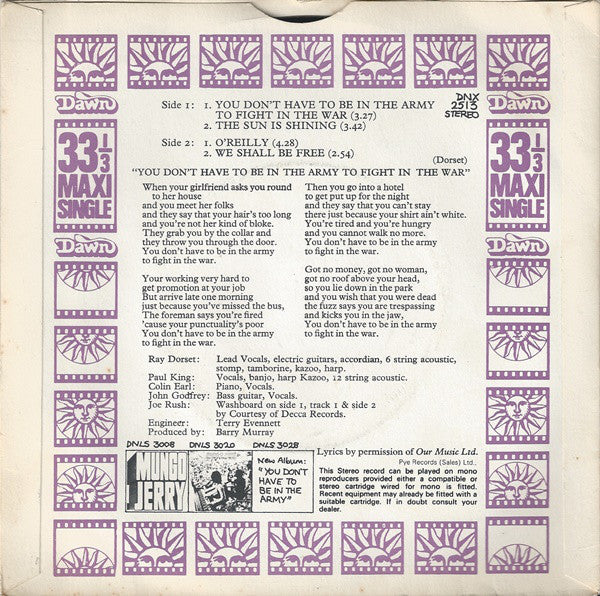 Dawn
33⅓
MAXI
SINGLE
Dawn
Side 1: 1. YOU DON'T HAVE TO BE IN THE ARMY
TO FIGHT IN THE WAR (3.27)
2. THE SUN IS SHINING (3.42)
Side 2: 1. O'REILLY (4.28)
2. WE SHALL BE FREE (2.54)
(Dorset)
DNX
2513
STEREO
"YOU DON'T HAVE TO BE IN THE ARMY TO FIGHT IN THE WAR"
When your girlfriend asks you round
to her house
and you meet her folks
and they say that your hair's too long
and you're not her kind of bloke.
They grab you by the collar and
they throw you through the door.
You don't have to be in the army
to fight in the war.
Your working very hard to
get promotion at your job
But arrive late one morning
just because you've missed the bus,
The foreman says you're fired
'cause your punctuality's poor
You don't have to be in the army
to fight in the war.
Then you go into a hotel
to get put up for the night
and they say that you can't stay
there just because your shirt ain't white.
You're tired and you're hungry
and you cannot walk no more.
You don't have to be in the army
to fight in the war.
Got no money, got no woman,
got no roof above your head,
so you lie down in the park
and you wish that you were dead
the fuzz says you are trespassing
and kicks you in the jaw,
You don't have to be in the army
to fight in the war.
Ray Dorset: Lead Vocals, electric guitars, accordian, 6 string acoustic,
stomp, tamborine, kazoo, harp.
Paul King: Vocals, banjo, harp Kazoo, 12 string acoustic.
Colin Earl: Piano, Vocals.
John Godfrey: Bass guitar, Vocals.
Joe Rush: Washboard on side 1, track 1 & side 2
by Courtesy of Decca Records.
Engineer: Terry Evennett
Produced by: Barry Murray
DNLS 3008 DNLS 3020 DNLS 3028
MUNGO
JERRY
New Album:
"YOU DON'T
HAVE TO
BE IN THE
ARMY"
Lyrics by permission of Our Music Ltd.
Pye Records (Sales) Ltd.,
This Stereo record can be played on mono
reproducers provided either a compatible or
stereo cartridge wired for mono is fitted.
Recent equipment may already be fitted with a
suitable cartridge. If in doubt consult your
dealer.
Dawn
33⅓
MAXI
SINGLE
Dawn